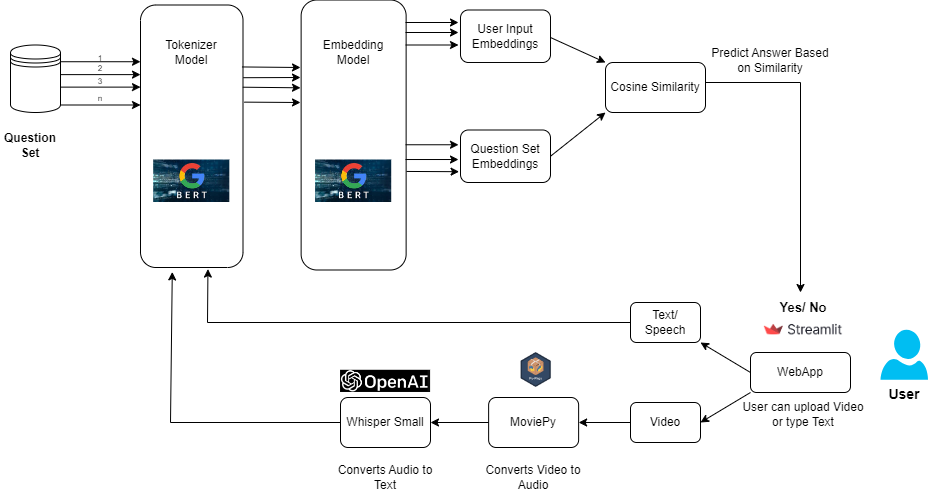 1
2
3
n
Question
Set
Tokenizer
Model
BERT
Embedding
Model
BERT
User Input
Embeddings
Question Set
Embeddings
Cosine Similarity
Predict Answer Based
on Similarity
Yes/ No
Streamlit
WebApp
User can upload Video
or type Text
User
Text/
Speech
Video
MoviePy
Converts Video to
Audio
OpenAI
Whisper Small
Converts Audio to
Text